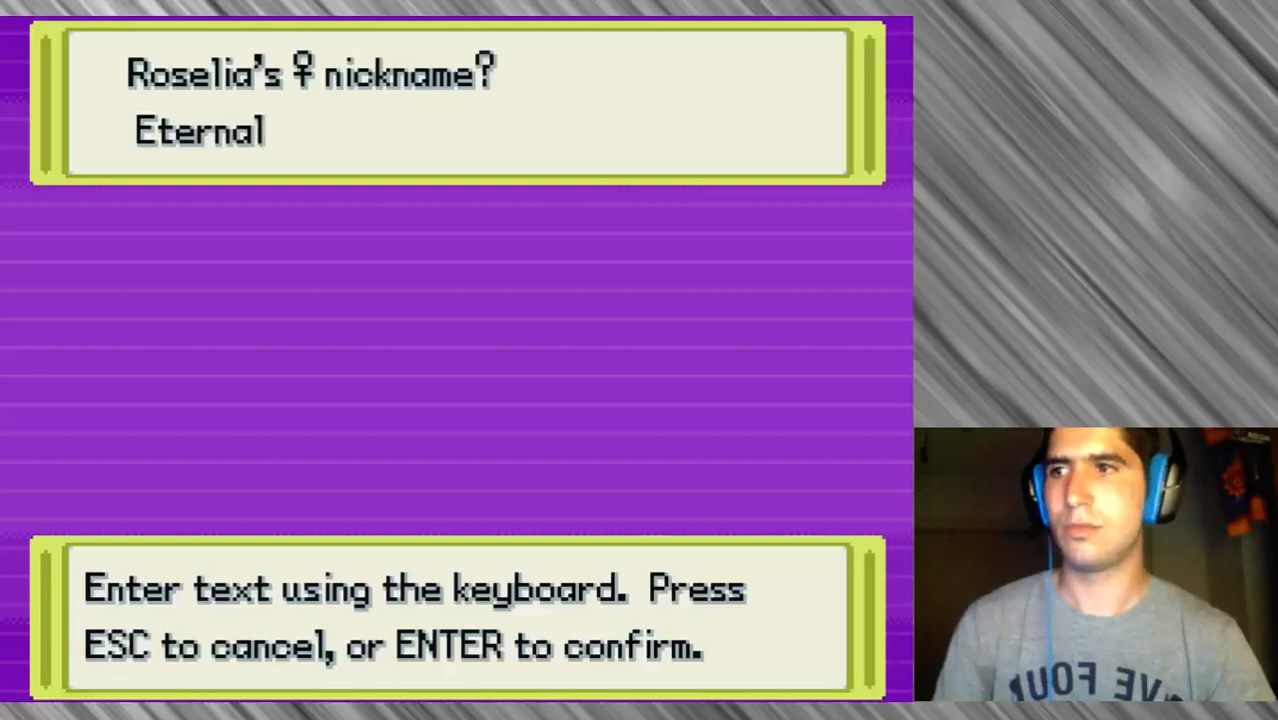 Roselia's ♀ nickname?
Eternal
Enter text using the keyboard. Press
ESC to cancel, or ENTER to confirm.